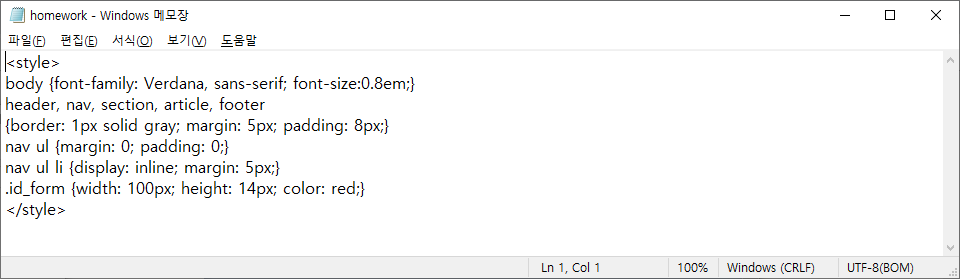 homework - Windows 메모장
파일(F) 편집(E) 서식(O) 보기(V) 도움말
<style>
body {font-family: Verdana, sans-serif; font-size:0.8em;}
header, nav, section, article, footer
{border: 1px solid gray; margin: 5px; padding: 8px;}
nav ul {margin: 0; padding: 0;}
nav ul li {display: inline; margin: 5px;}
.id_form {width: 100px; height: 14px; color: red;}
</style>
Ln 1, Col 1 100% Windows (CRLF) UTF-8(BOM)